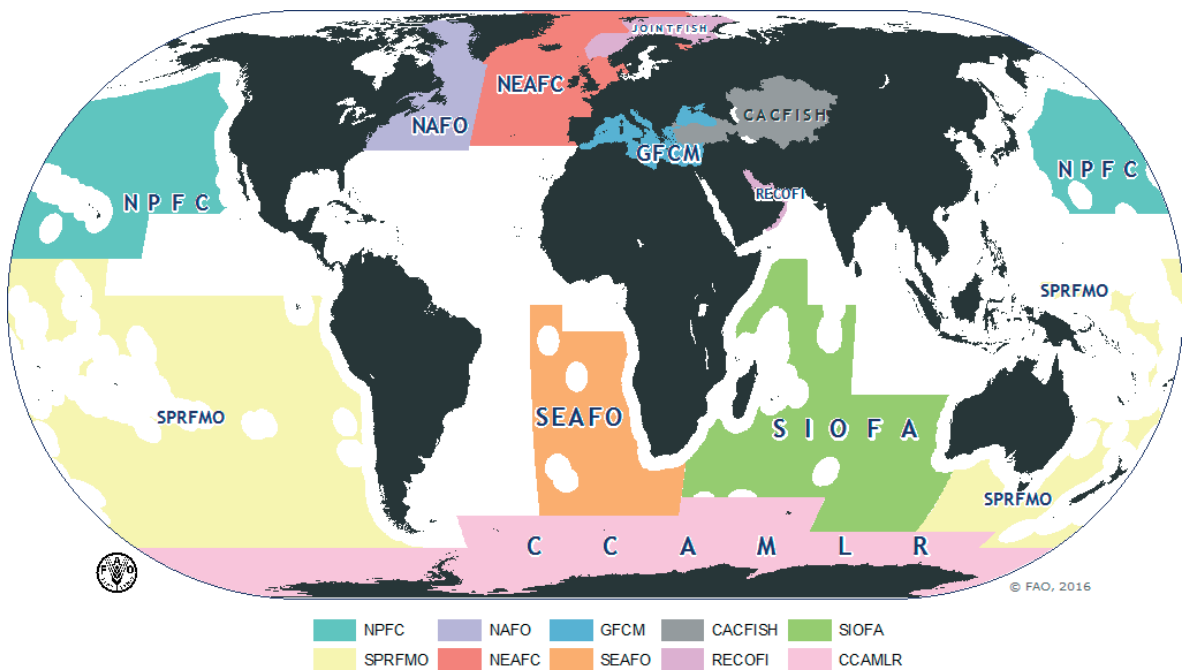 JOINTFISH
NEAFC
NAFO
CACFISH
GFCM
NPFC
NPFC
RECOFI
SPRFMO
SPRFMO
SEAFO
SIOFA
SPRFMO
CCAMLR
FAO
© FAO, 2016
NPFC NAFO GFCM CACFISH SIOFA
SPRFMO NEAFC SEAFO RECOFI CCAMLR